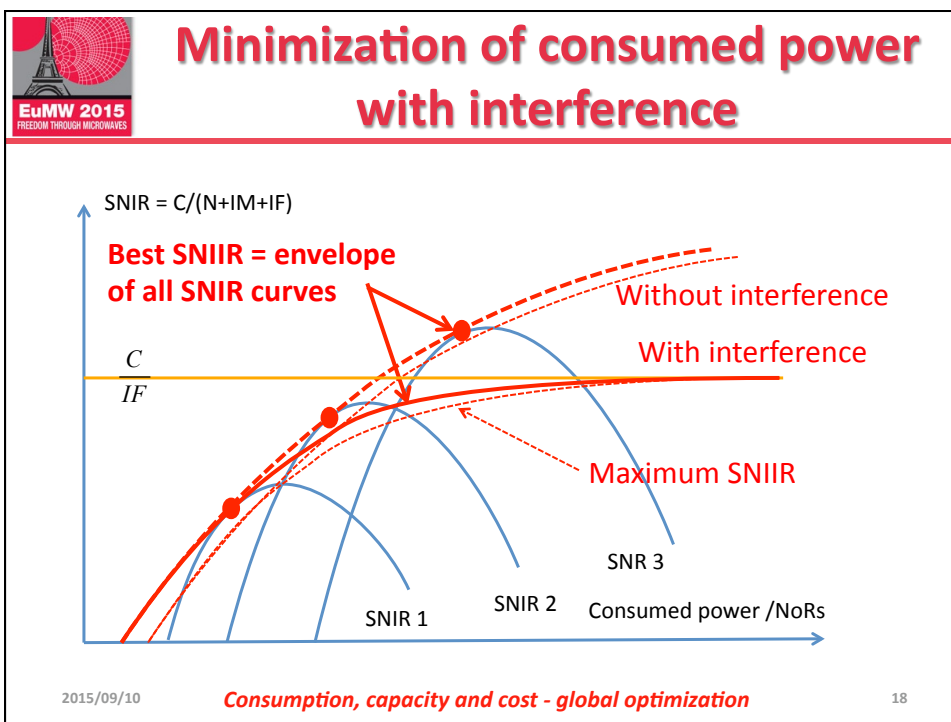 Minimization of consumed power
with interference
EuMW 2015
FREEDOM THROUGH MICROWAVES
SNIR = C/(N+IM+IF)
Best SNIIR = envelope
of all SNIR curves
Without interference
With interference
C
IF
Maximum SNIIR
SNR 3
SNIR 2
SNIR 1
Consumed power /NoRs
2015/09/10
Consumption, capacity and cost - global optimization
18